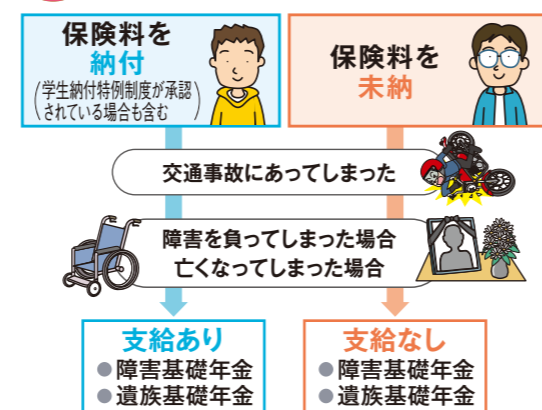 保険料を
納付
(学生納付特例制度が承認
されている場合も含む)
保険料を
未納
交通事故にあってしまった
障害を負ってしまった場合
亡くなってしまった場合
支給あり
●障害基礎年金
●遺族基礎年金
支給なし
●障害基礎年金
●遺族基礎年金